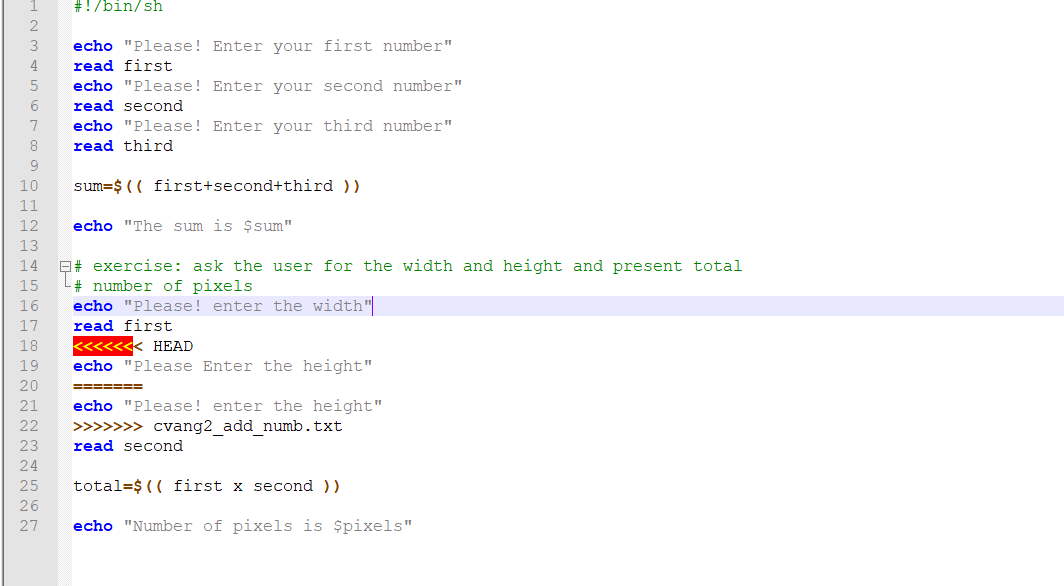 1 #!/bin/sh
2
3 echo "Please! Enter your first number"
4 read first
5 echo "Please! Enter your second number"
6 read second
7 echo "Please! Enter your third number"
8 read third
9
10 sum=$(( first+second+third ))
11
12 echo "The sum is $sum"
13
14 # exercise: ask the user for the width and height and present total
15 # number of pixels
16 echo "Please! enter the width"
17 read first
18 <<<<<<< HEAD
19 echo "Please Enter the height"
20 =======
21 echo "Please! enter the height"
22 >>>>>>> cvang2_add_numb.txt
23 read second
24
25 total=$(( first x second ))
26
27 echo "Number of pixels is $pixels"